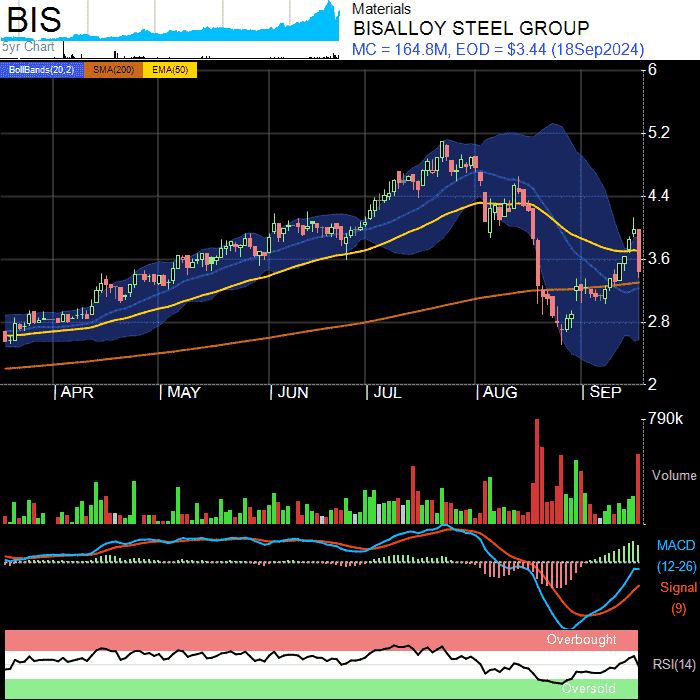 BIS
5yr Chart
Materials
BISALLOY STEEL GROUP
MC = 164.8M, EOD = $3.44 (18Sep2024)
BollBands(20,2) SMA(200) EMA(50)
6
5.2
4.4
3.6
2.8
2
APR MAY JUN JUL AUG SEP
790k
Volume
MACD
(12-26)
Signal
(9)
Overbought
RSI(14)
Oversold